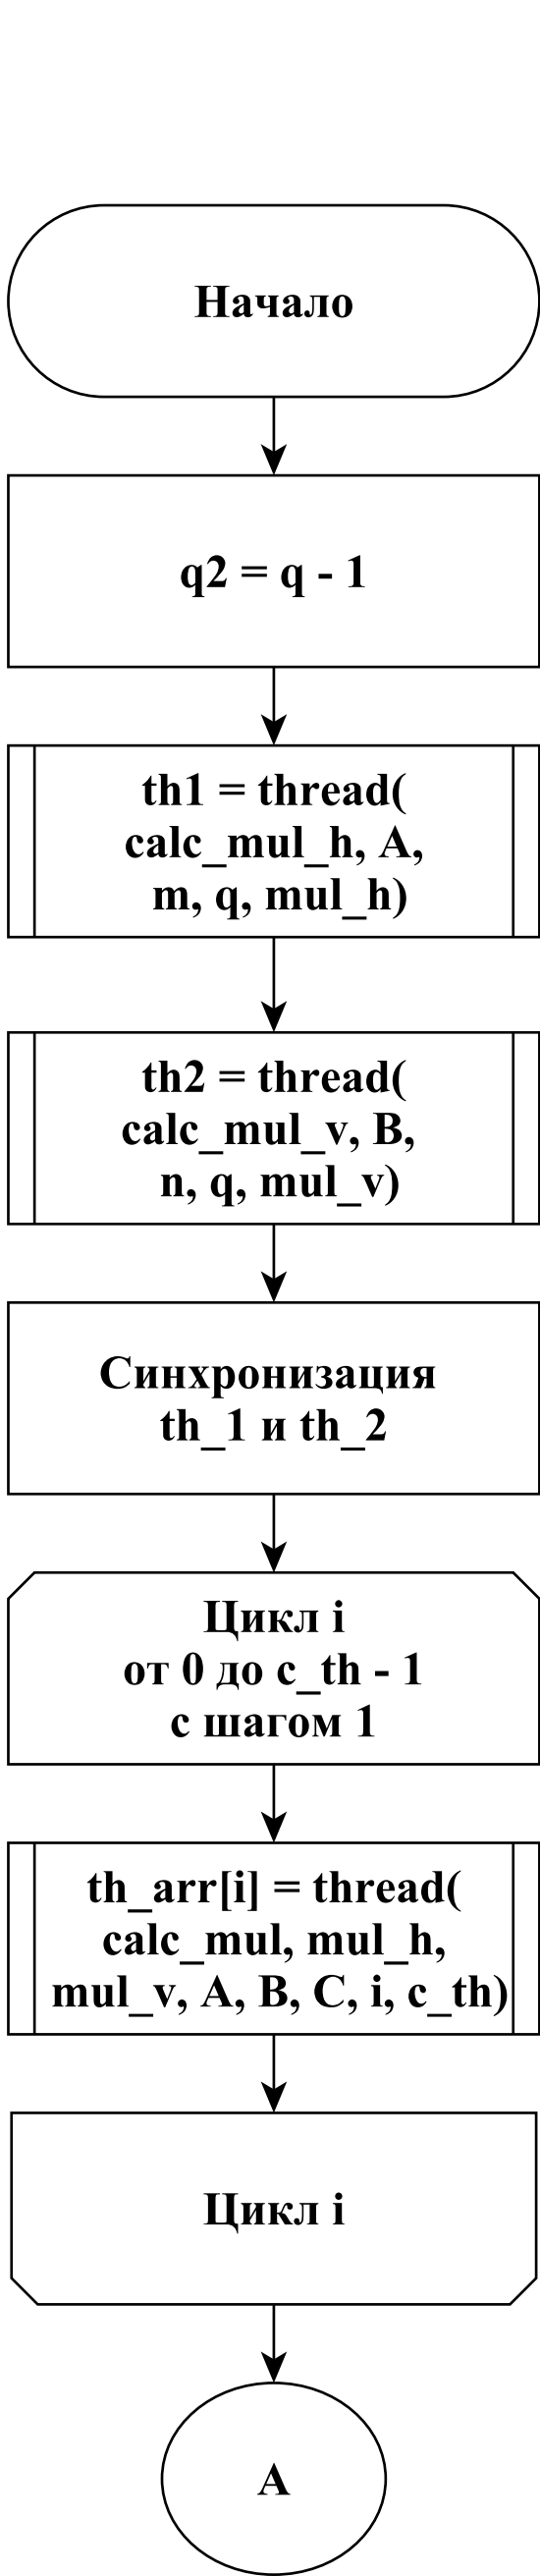 Начало
q2 = q - 1
th1 = thread(
calc_mul_h, A,
m, q, mul_h)
th2 = thread(
calc_mul_v, B,
n, q, mul_v)
Синхронизация
th_1 и th_2
Цикл i
от 0 до c_th - 1
с шагом 1
th_arr[i] = thread(
calc_mul, mul_h,
mul_v, A, B, C, i, c_th)
Цикл i
A